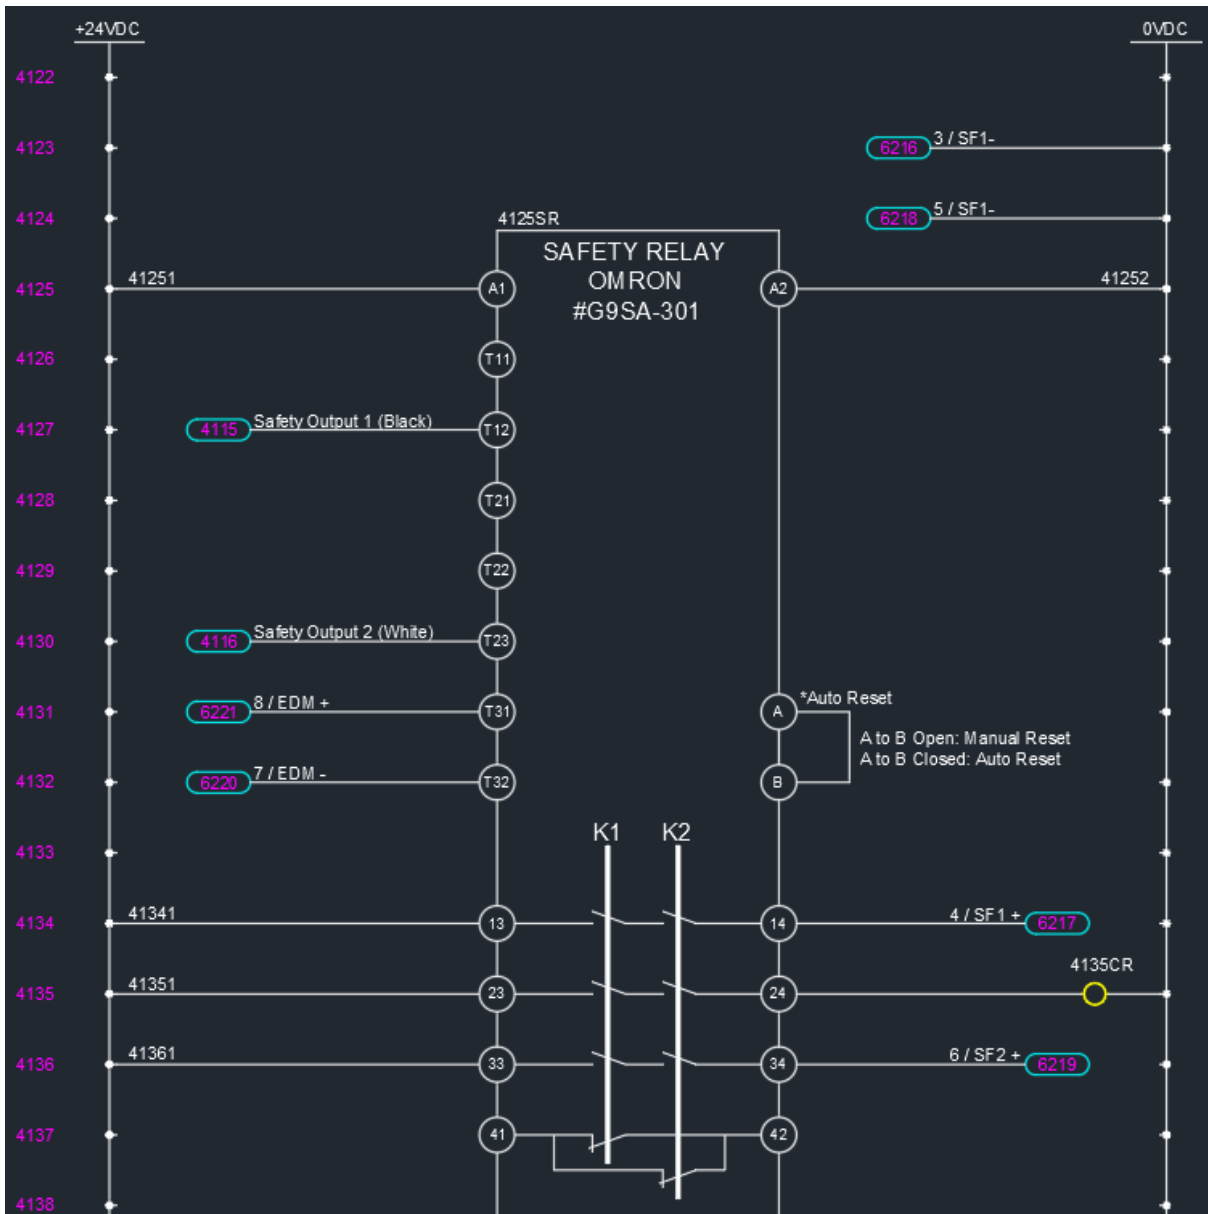 +24VDC
0VDC
4122
4123
6216
3 / SF1-
4124
6218
5 / SF1-
4125SR
SAFETY RELAY
OMRON
#G9SA-301
4125
41251
A1
A2
41252
4126
T11
4127
4115
Safety Output 1 (Black)
T12
4128
T21
4129
T22
4130
4116
Safety Output 2 (White)
T23
4131
6221
8 / EDM +
T31
A
*Auto Reset
A to B Open: Manual Reset
A to B Closed: Auto Reset
4132
6220
7 / EDM -
T32
B
4133
K1
K2
4134
41341
13
14
4 / SF1 +
6217
4135CR
4135
41351
23
24
4136
41361
33
34
6 / SF2 +
6219
4137
41
42
4138